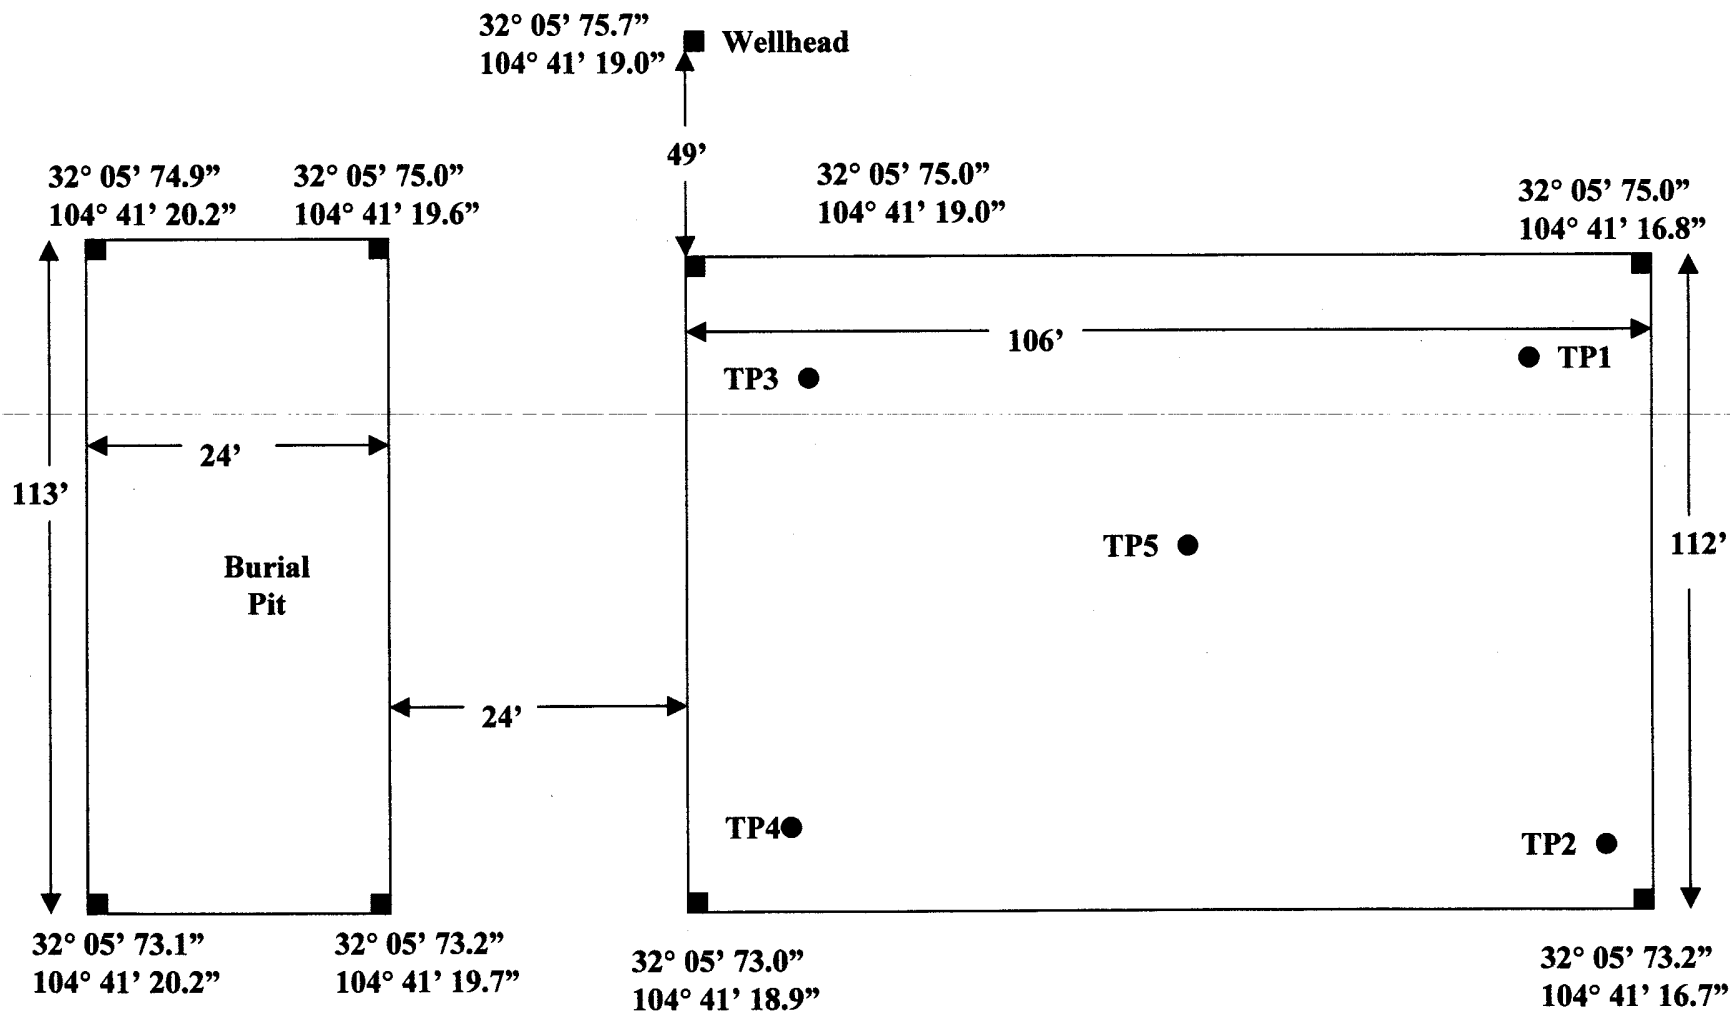 32° 05’ 75.7”
104° 41’ 19.0”
Wellhead
49’
32° 05’ 74.9”
104° 41’ 20.2”
32° 05’ 75.0”
104° 41’ 19.6”
32° 05’ 75.0”
104° 41’ 19.0”
32° 05’ 75.0”
104° 41’ 16.8”
106’
TP3
TP1
24’
113’
TP5
112’
Burial
Pit
24’
TP4
TP2
32° 05’ 73.1”
104° 41’ 20.2”
32° 05’ 73.2”
104° 41’ 19.7”
32° 05’ 73.0”
104° 41’ 18.9”
32° 05’ 73.2”
104° 41’ 16.7”